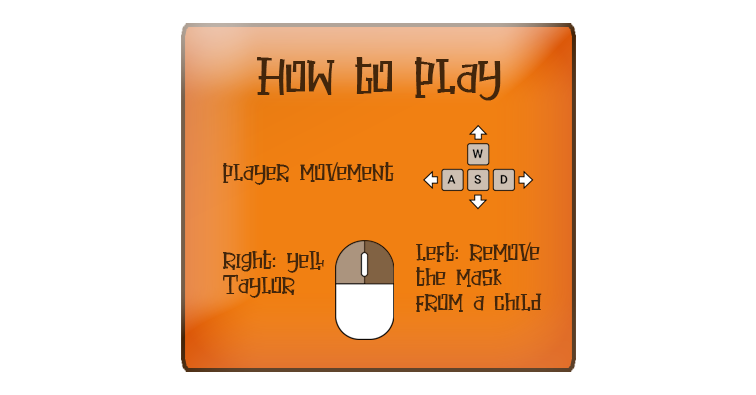 How to play
Player movement
W
A S D
Right: yell
Taylor
Left: Remove
the mask
from a child